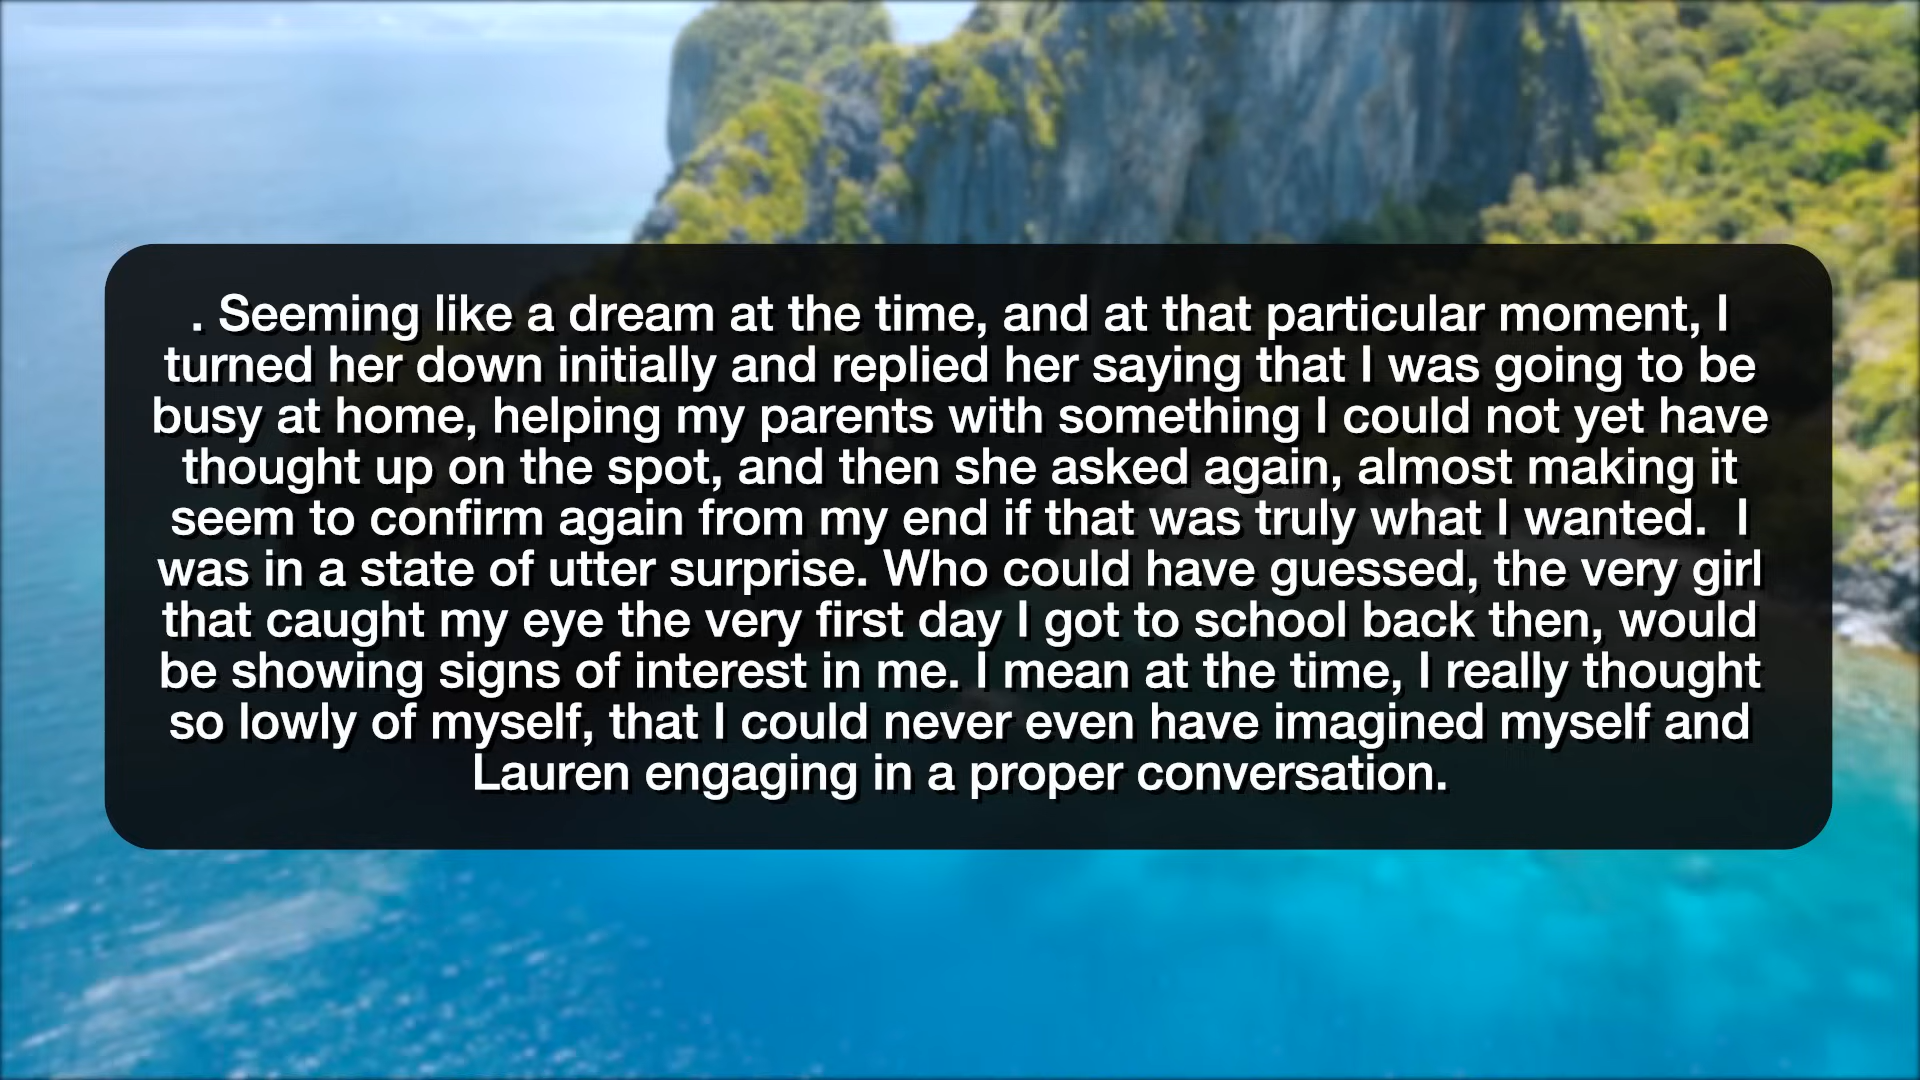 . Seeming like a dream at the time, and at that particular moment, I
turned her down initially and replied her saying that I was going to be
busy at home, helping my parents with something I could not yet have
thought up on the spot, and then she asked again, almost making it
seem to confirm again from my end if that was truly what I wanted.  I
was in a state of utter surprise. Who could have guessed, the very girl
that caught my eye the very first day I got to school back then, would
be showing signs of interest in me. I mean at the time, I really thought
so lowly of myself, that I could never even have imagined myself and
Lauren engaging in a proper conversation.